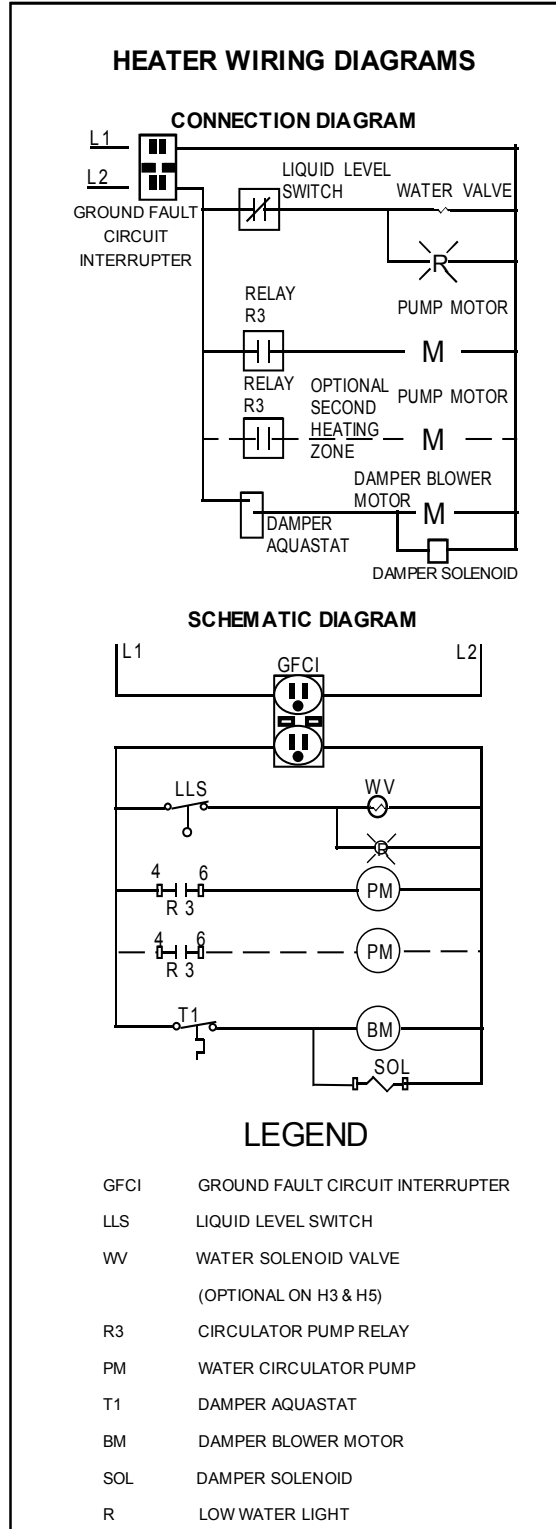 HEATER WIRING DIAGRAMS
CONNECTION DIAGRAM
L1
L2
GROUND FAULT
CIRCUIT
INTERRUPTER
LIQUID LEVEL
SWITCH
WATER VALVE
R
RELAY
R3
PUMP MOTOR
M
RELAY
R3
OPTIONAL
SECOND
HEATING
ZONE
PUMP MOTOR
M
DAMPER BLOWER
MOTOR
M
DAMPER
AQUASTAT
DAMPER SOLENOID
SCHEMATIC DIAGRAM
L1
GFCI
L2
LLS
WV
R
4 6
R 3
PM
4 6
R 3
PM
T1
BM
SOL
LEGEND
GFCI GROUND FAULT CIRCUIT INTERRUPTER
LLS LIQUID LEVEL SWITCH
WV WATER SOLENOID VALVE
(OPTIONAL ON H3 & H5)
R3 CIRCULATOR PUMP RELAY
PM WATER CIRCULATOR PUMP
T1 DAMPER AQUASTAT
BM DAMPER BLOWER MOTOR
SOL DAMPER SOLENOID
R LOW WATER LIGHT